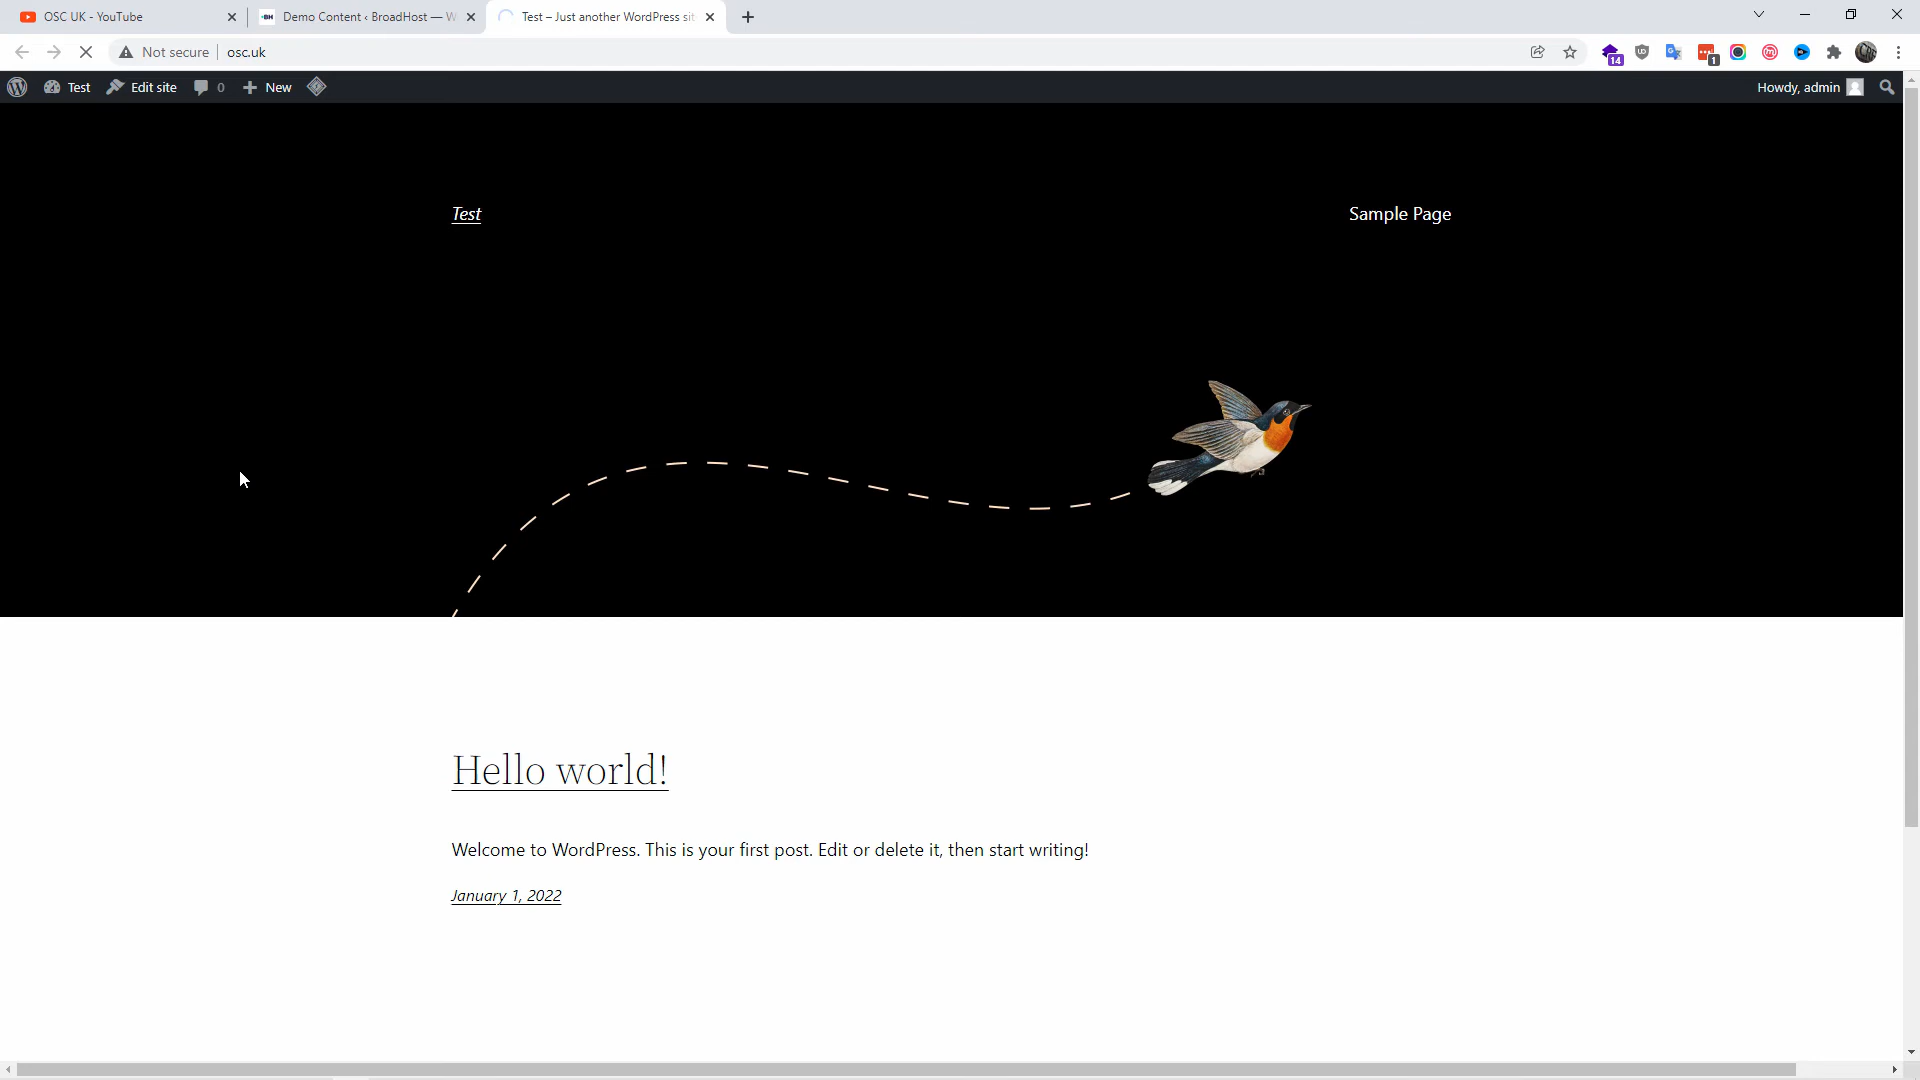 OSC UK - YouTube
Demo Content ‹ BroadHost — W
Test – Just another WordPress sit
Not secure
osc.uk
14
1
Test
Edit site
0
New
Howdy, admin
Test
Sample Page
Hello world!
Welcome to WordPress. This is your first post. Edit or delete it, then start writing!
January 1, 2022